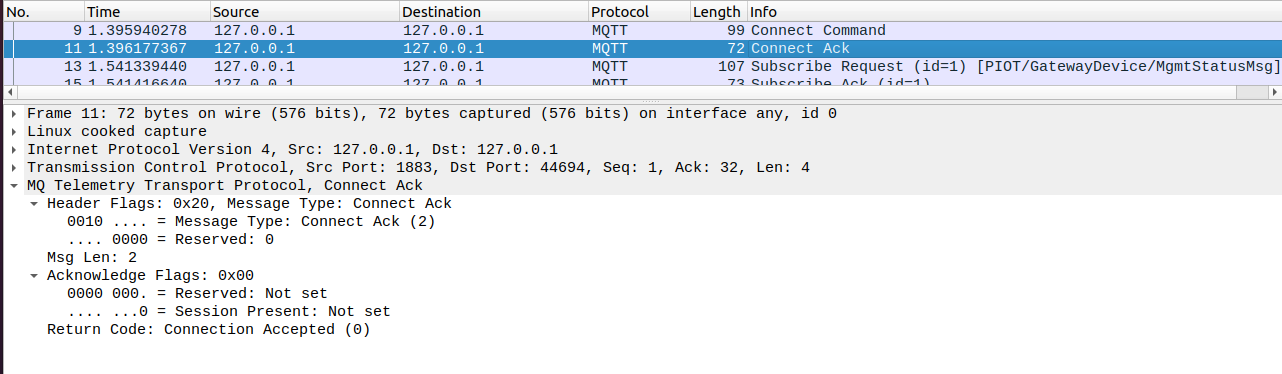 No. Time Source Destination Protocol Length Info
9 1.395940278 127.0.0.1 127.0.0.1 MQTT 99 Connect Command
11 1.396177367 127.0.0.1 127.0.0.1 MQTT 72 Connect Ack
13 1.541339440 127.0.0.1 127.0.0.1 MQTT 107 Subscribe Request (id=1) [PIOT/GatewayDevice/MgmtStatusMsg]
15 1.541416640 127.0.0.1 127.0.0.1 MQTT 73 Subscribe Ack (id=1)
Frame 11: 72 bytes on wire (576 bits), 72 bytes captured (576 bits) on interface any, id 0
Linux cooked capture
Internet Protocol Version 4, Src: 127.0.0.1, Dst: 127.0.0.1
Transmission Control Protocol, Src Port: 1883, Dst Port: 44694, Seq: 1, Ack: 32, Len: 4
MQ Telemetry Transport Protocol, Connect Ack
Header Flags: 0x20, Message Type: Connect Ack
0010 .... = Message Type: Connect Ack (2)
.... 0000 = Reserved: 0
Msg Len: 2
Acknowledge Flags: 0x00
0000 000. = Reserved: Not set
.... ...0 = Session Present: Not set
Return Code: Connection Accepted (0)